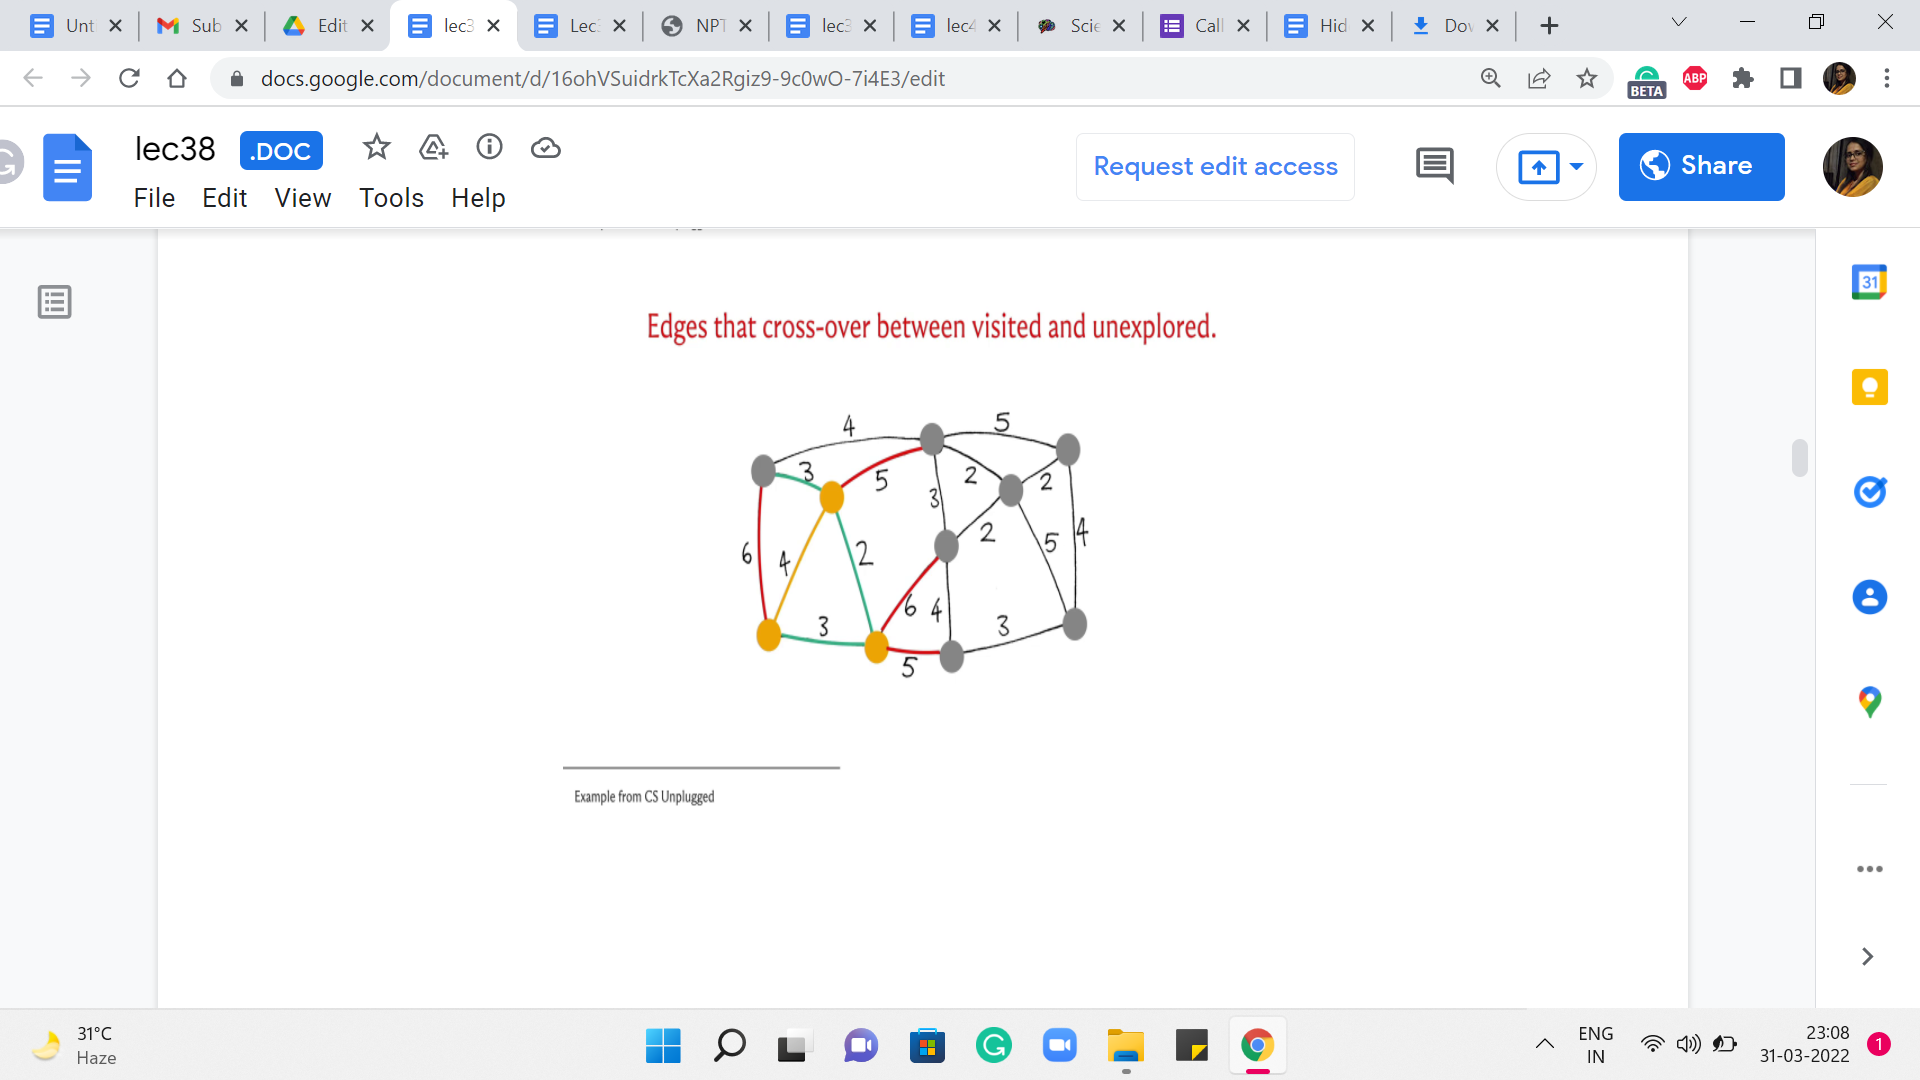 Unt
Sub
Edit
lec3
Lec
NPT
lec3
lec4
Scie
Call
Hid
Dov
docs.google.com/document/d/16ohVSuidrkTcXa2Rgiz9-9c0wO-7i4E3/edit
ABP
BETA
lec38
.DOC
File Edit View Tools Help
Request edit access
Share
31
Edges that cross-over between visited and unexplored.
4
5
3
5
2
2
3
2
6
4
2
5
4
6
4
3
3
5
Example from CS Unplugged
31°C
Haze
ENG
IN
23:08
31-03-2022
1